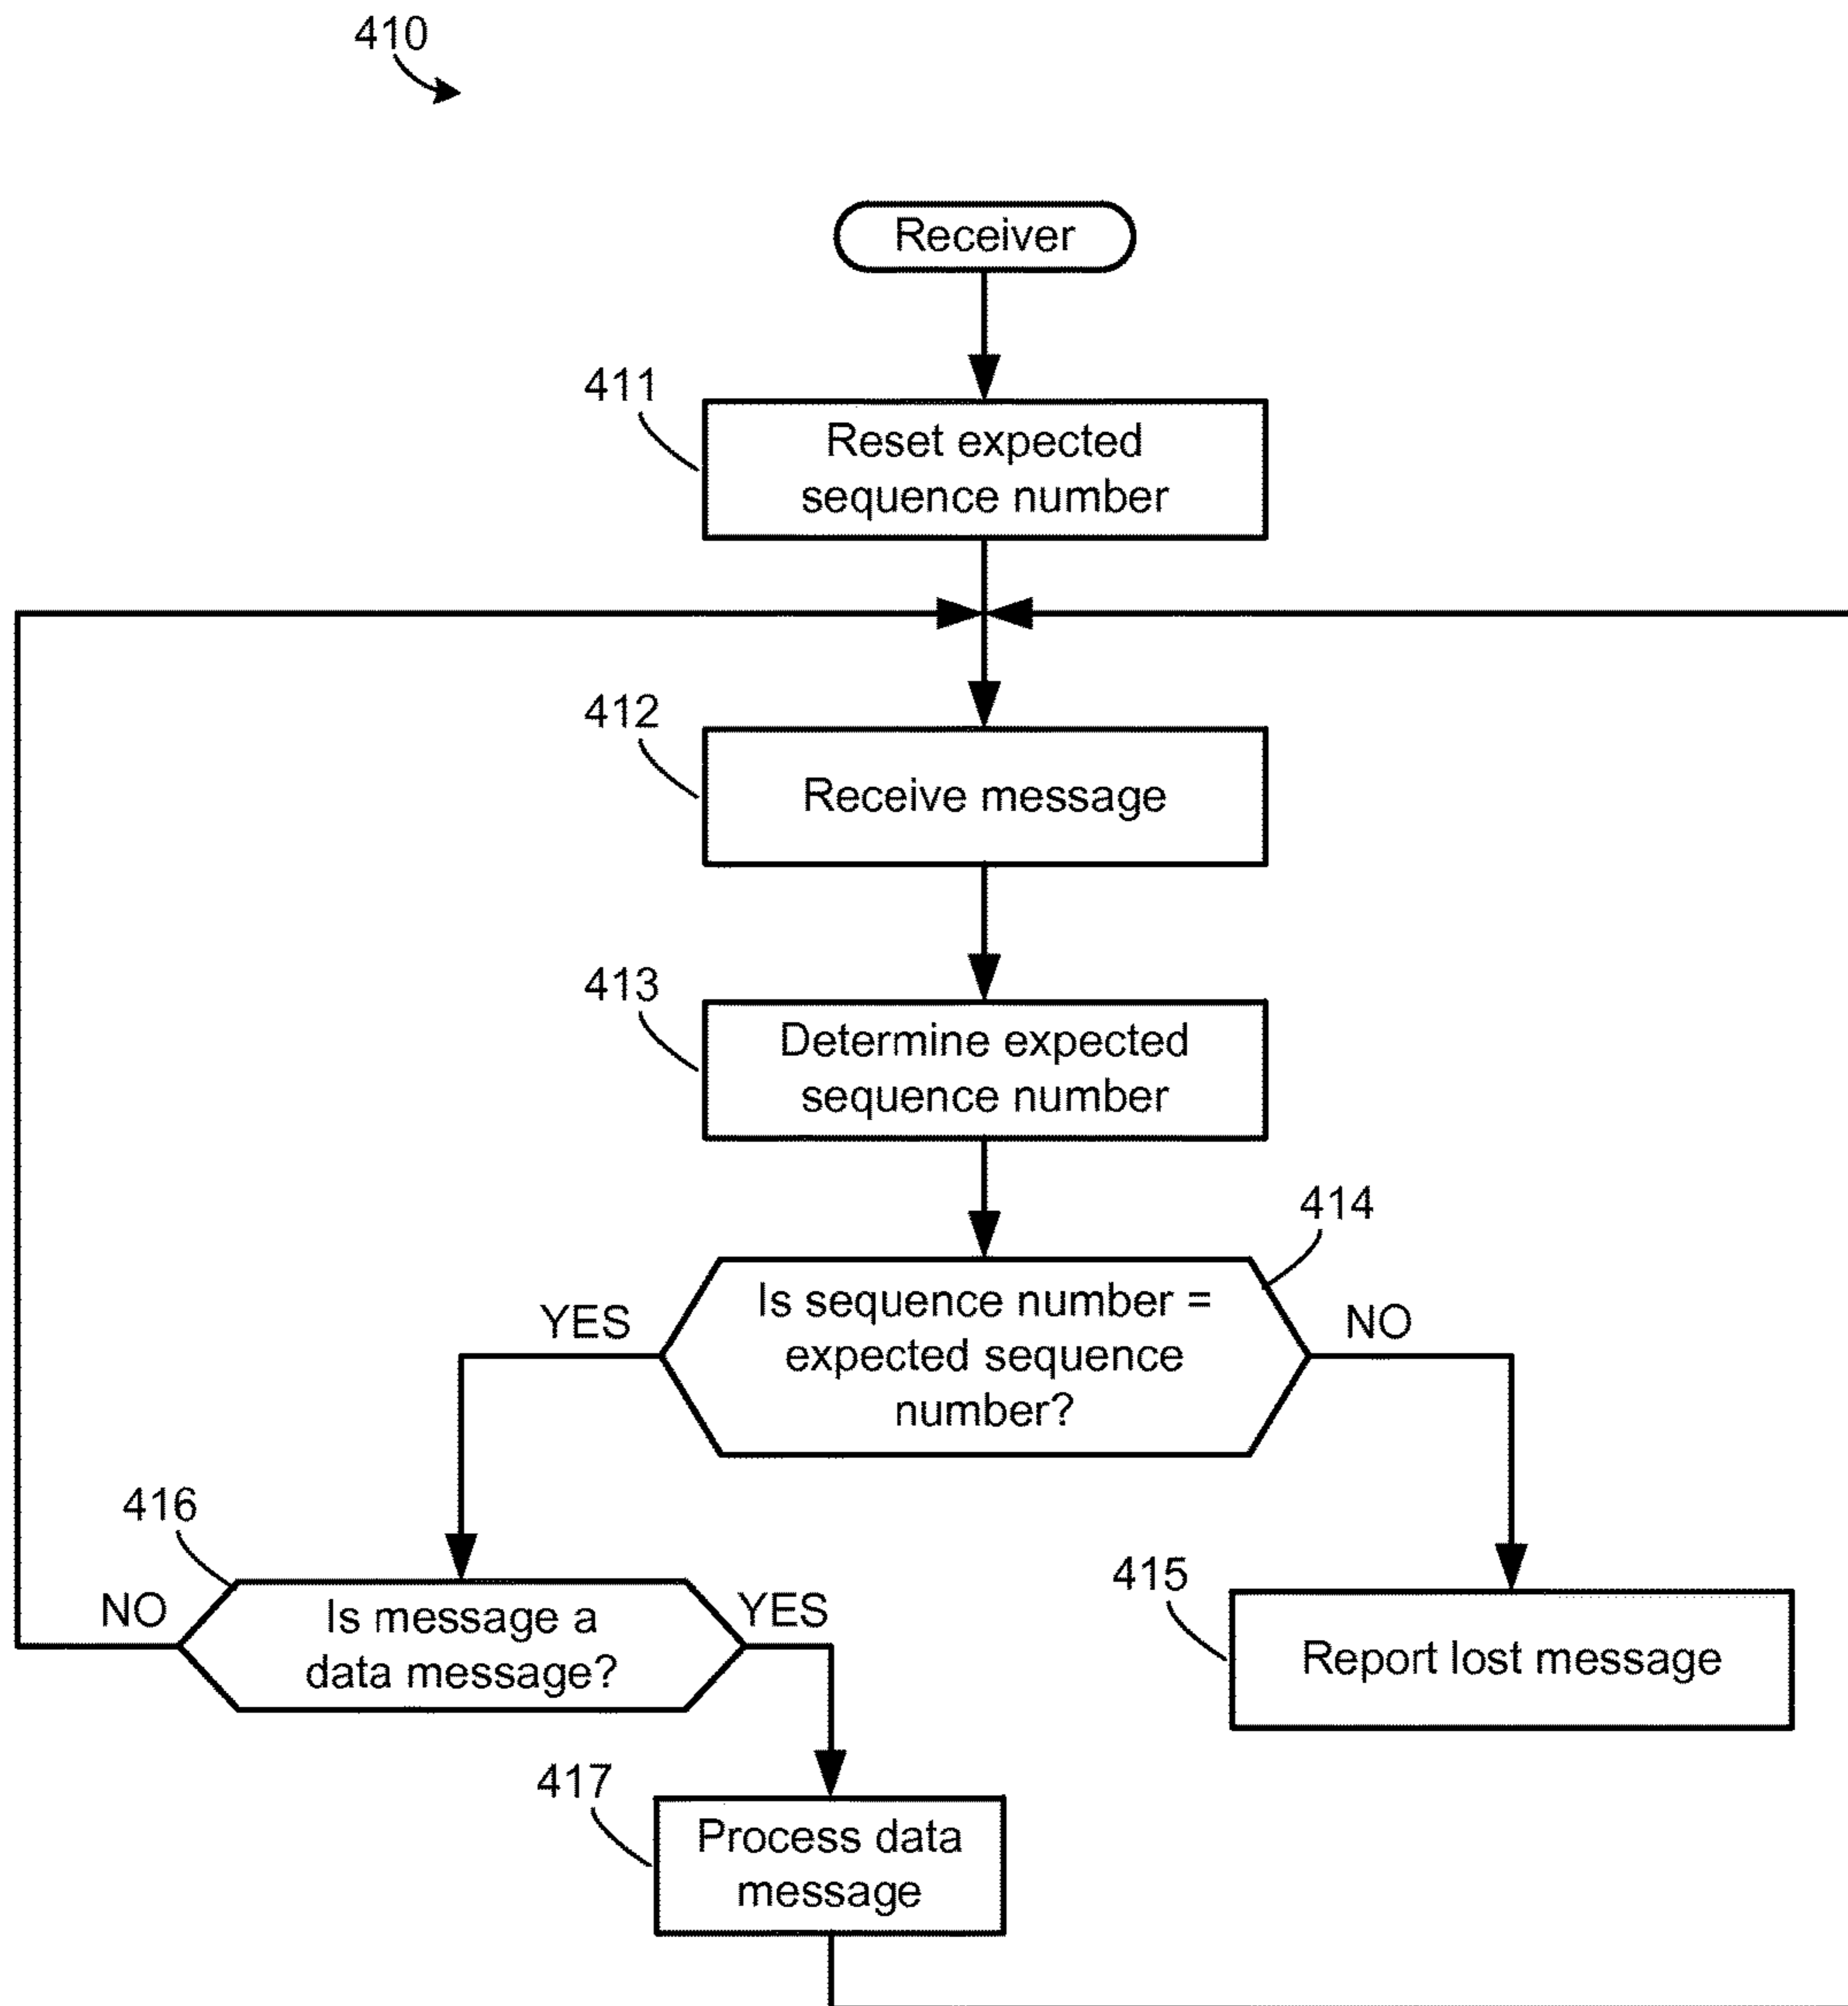 410
Receiver
411
Reset expected
sequence number
412
Receive message
413
Determine expected
sequence number
414
Is sequence number =
expected sequence
number?
YES
NO
416
Is message a
data message?
NO
YES
415
Report lost message
417
Process data
message